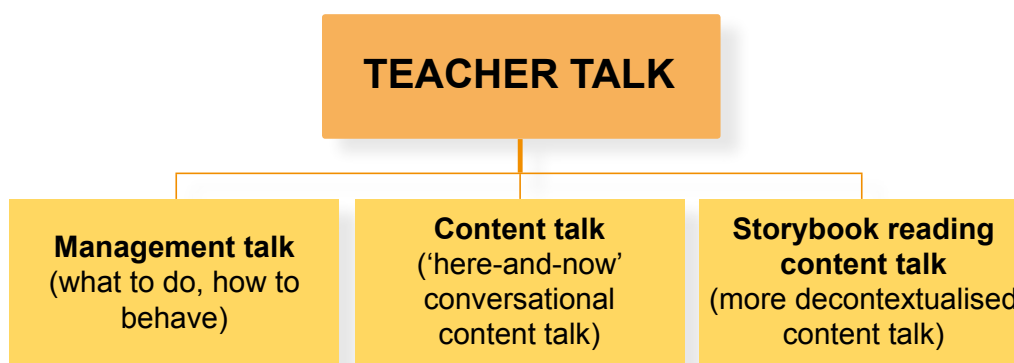 TEACHER TALK
Management talk
(what to do, how to
behave)
Content talk
(‘here-and-now’
conversational
content talk)
Storybook reading
content talk
(more decontextualised
content talk)